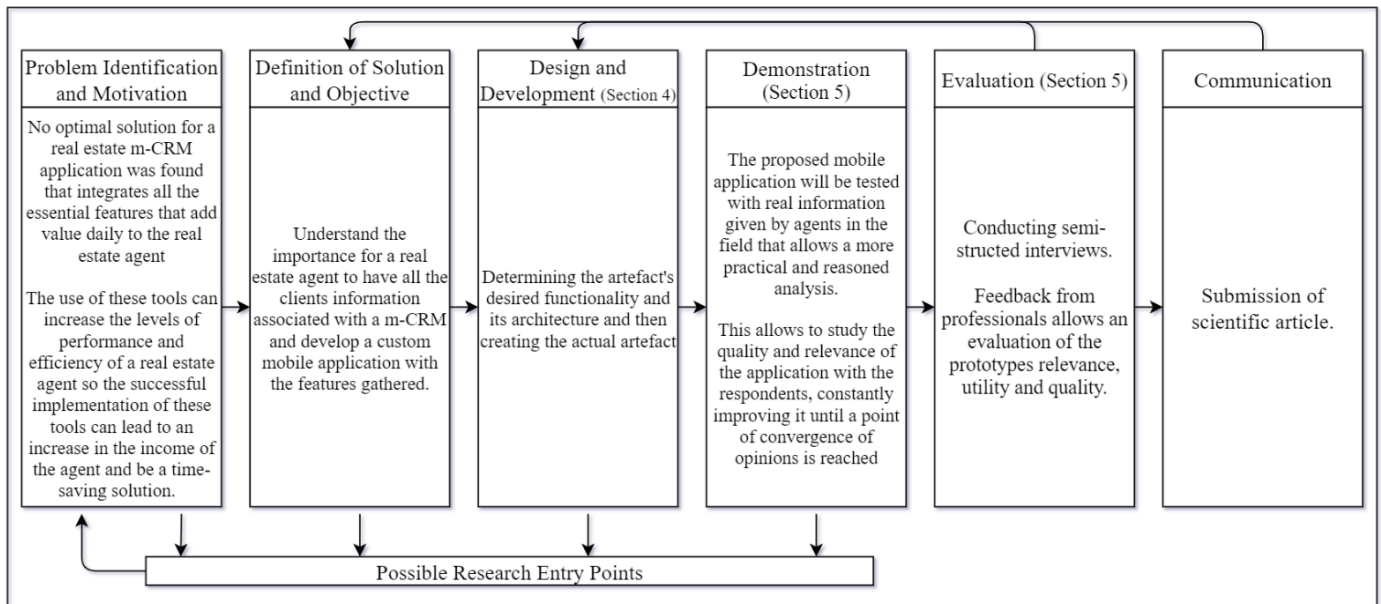 Problem Identification
and Motivation
No optimal solution for a
real estate m-CRM
application was found
that integrates all the
essential features that add
value daily to the real
estate agent
The use of these tools can
increase the levels of
performance and
efficiency of a real estate
agent so the successful
implementation of these
tools can lead to an
increase in the income of
the agent and be a time-
saving solution.
Definition of Solution
and Objective
Understand the
importance for a real
estate agent to have all the
clients information
associated with a m-CRM
and develop a custom
mobile application with
the features gathered.
Design and
Development (Section 4)
Determining the artefact's
desired functionality and
its architecture and then
creating the actual artefact
Demonstration
(Section 5)
The proposed mobile
application will be tested
with real information
given by agents in
the field that allows a more
practical and reasoned
analysis.
This allows to study the
quality and relevance of
the application with the
respondents, constantly
improving it until a point
of convergence of
opinions is reached
Evaluation (Section 5)
Conducting semi-
structed interviews.
Feedback from
professionals allows an
evaluation of the
prototypes relevance,
utility and quality.
Communication
Submission of
scientific article.
Possible Research Entry Points